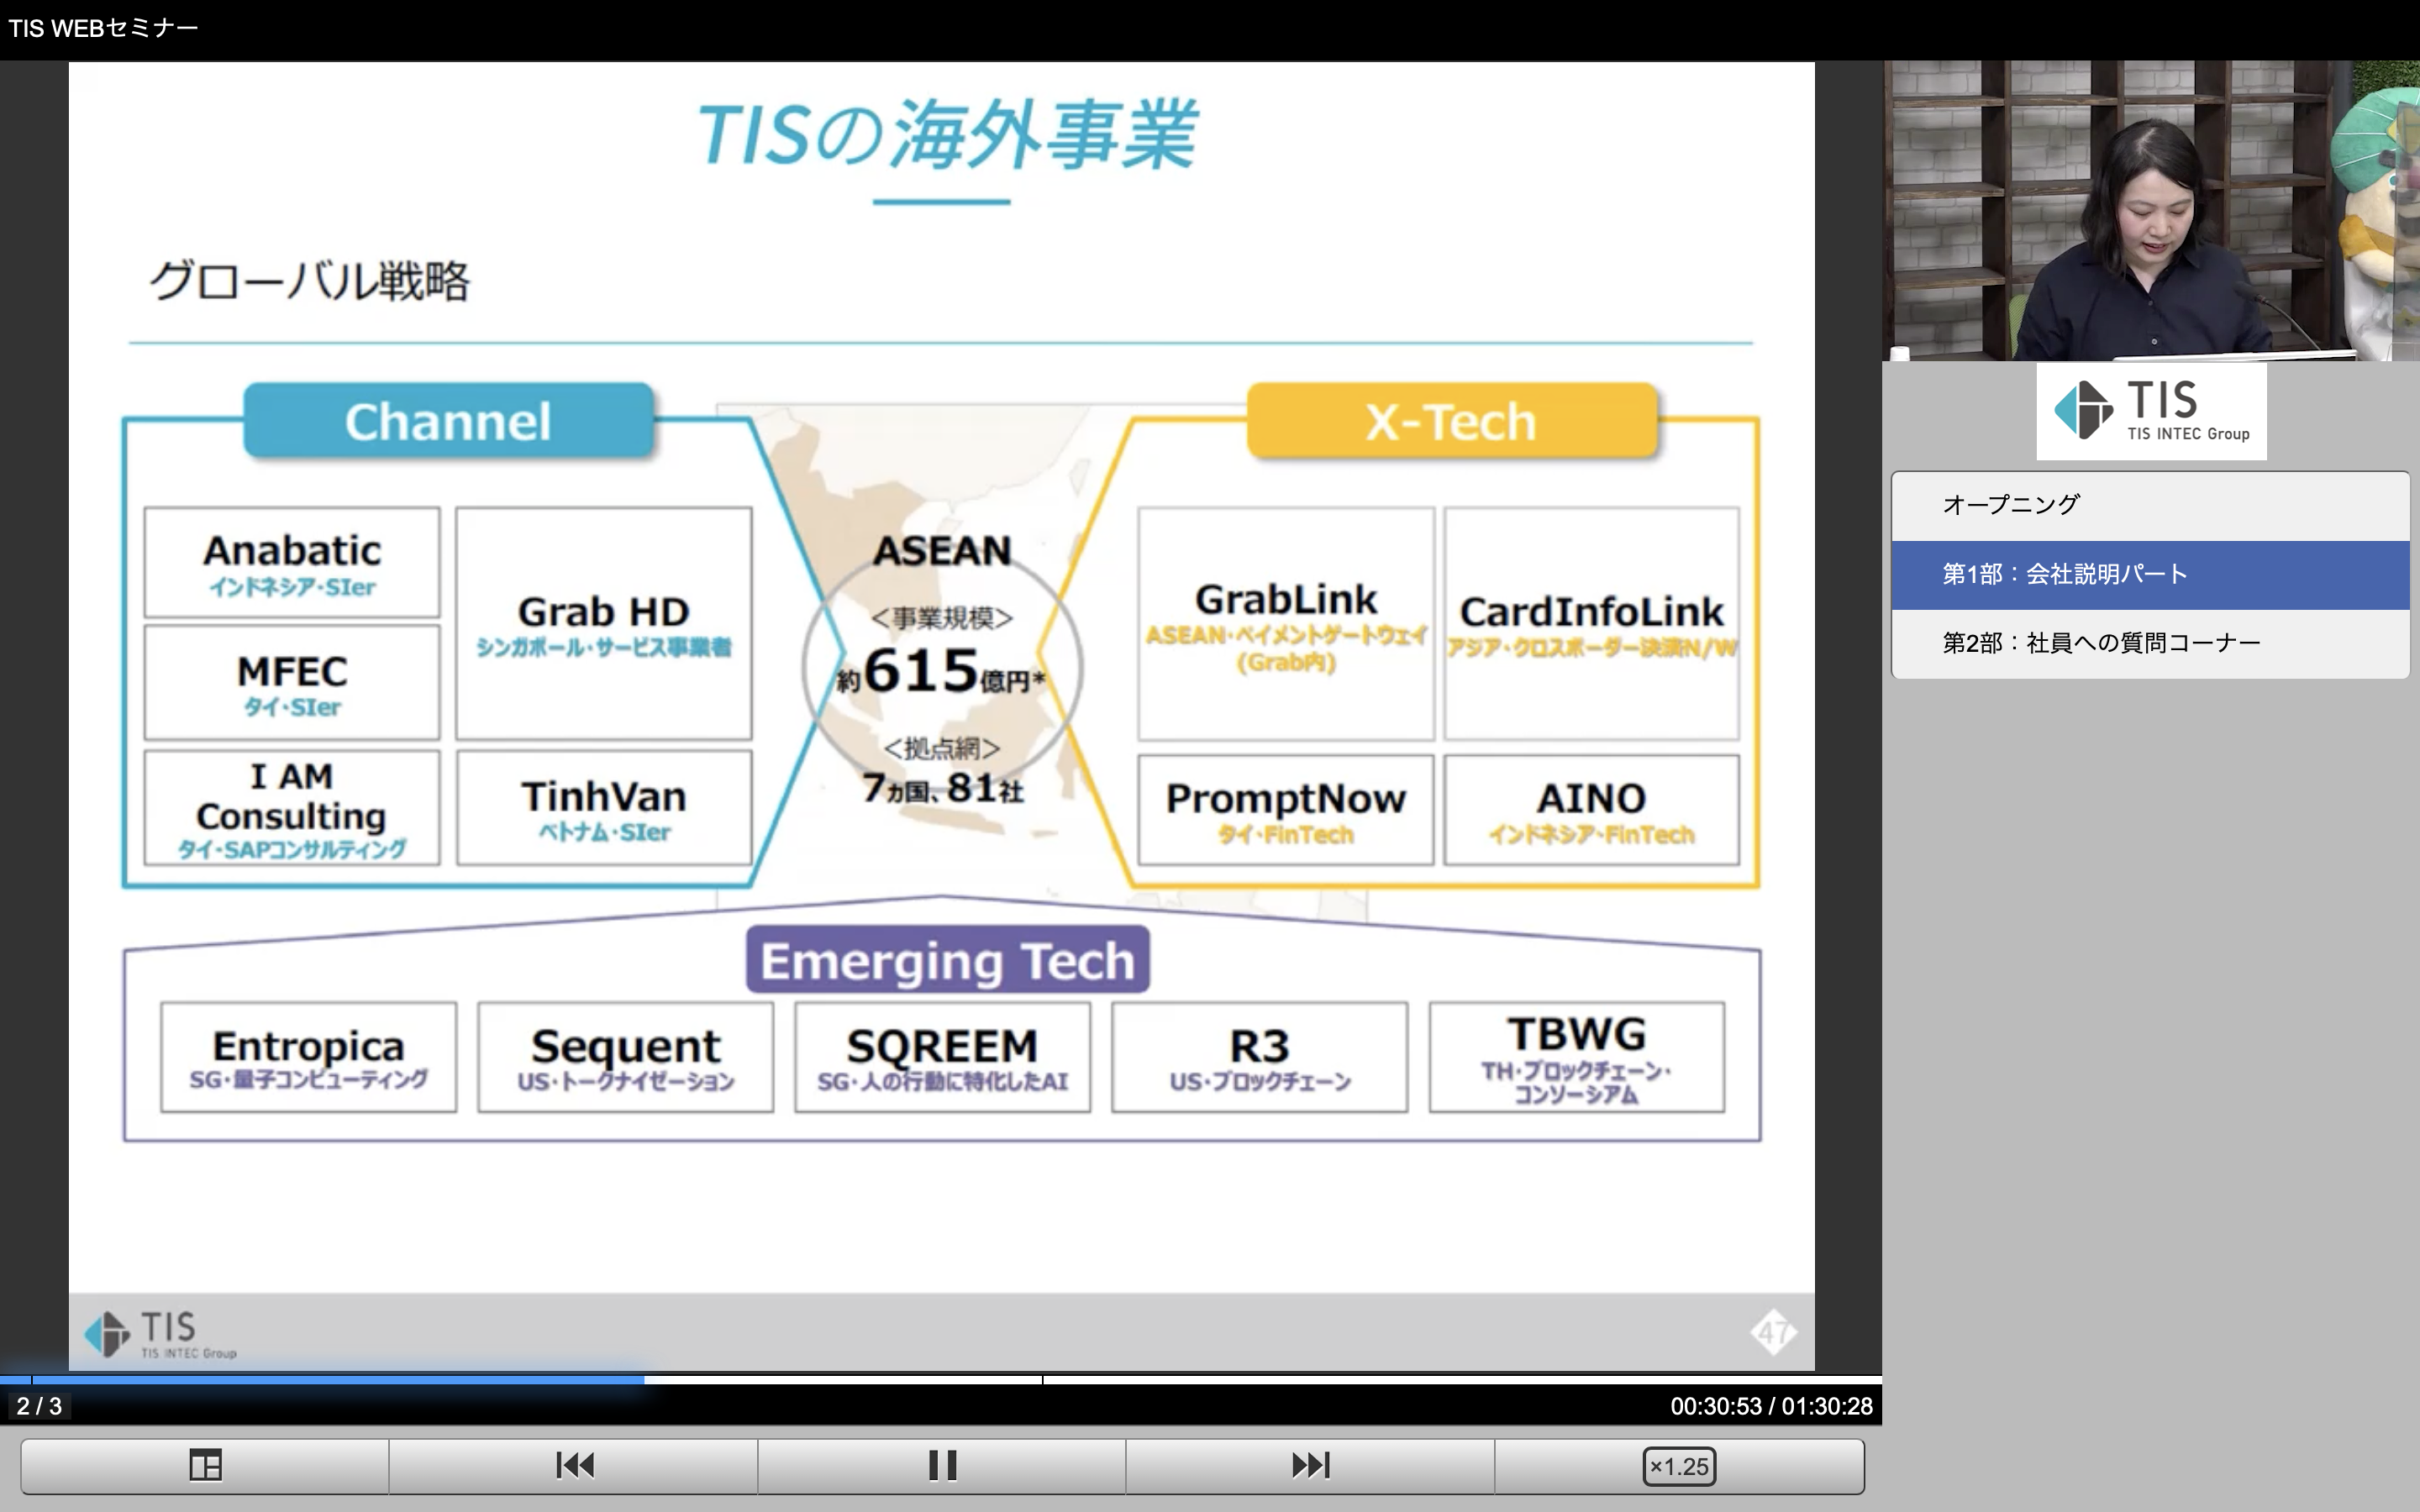 TIS WEBセミナー
TISの海外事業
グローバル戦略
Channel
Anabatic
インドネシア・SIer
MFEC
タイ・SIer
I AM
Consulting
タイ・SAPコンサルティング
Grab HD
シンガポール・サービス事業者
TinhVan
ベトナム・SIer
ASEAN
＜事業規模＞
約615億円*
＜拠点網＞
7カ国、81社
X-Tech
GrabLink
ASEAN・ペイメントゲートウェイ
(Grab内)
CardInfoLink
アジア・クロスボーダー決済N/W
PromptNow
タイ・FinTech
AINO
インドネシア・FinTech
Emerging Tech
Entropica
SG・量子コンピューティング
Sequent
US・トークナイゼーション
SQREEM
SG・人の行動に特化したAI
R3
US・ブロックチェーン
TBWG
TH・ブロックチェーン・
コンソーシアム
TIS
TIS INTEC Group
47
TIS
TIS INTEC Group
オープニング
第1部：会社説明パート
第2部：社員への質問コーナー
2 / 3
00:30:53 / 01:30:28
×1.25